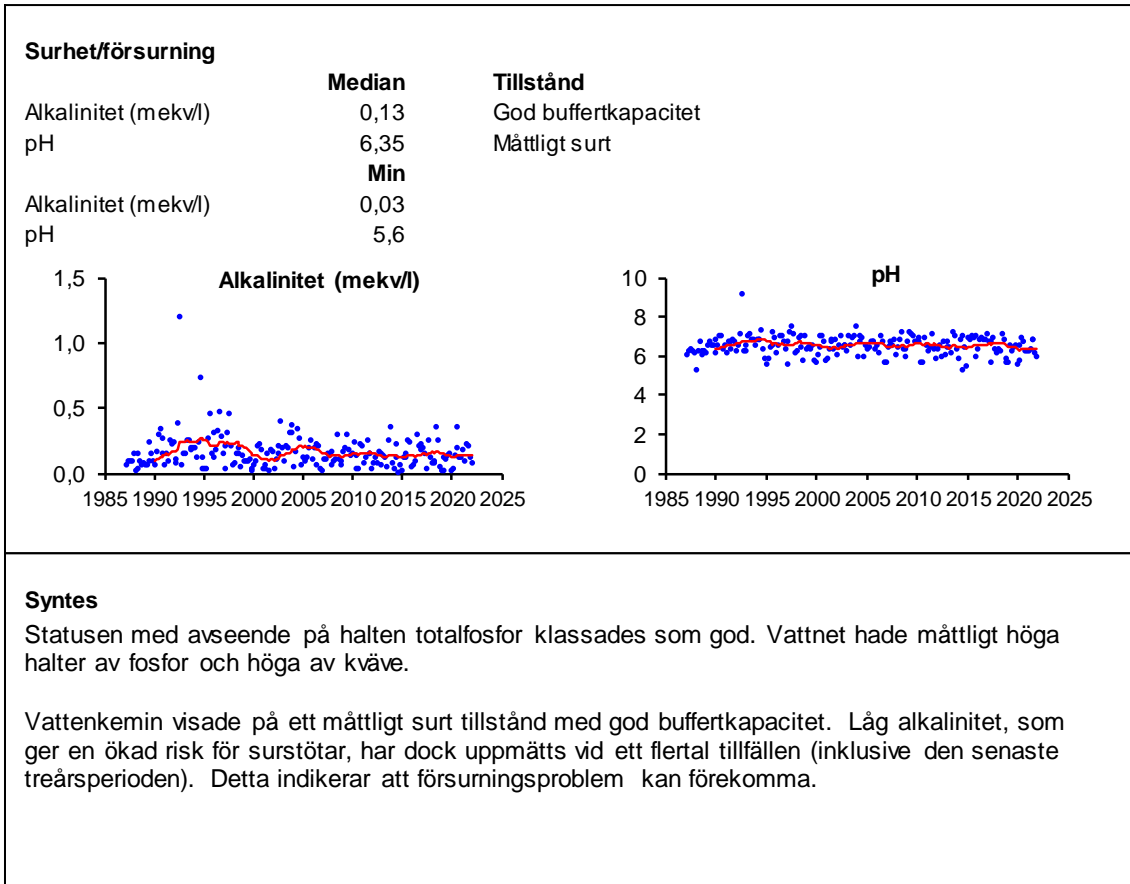 Surhet/försurning
Median Tillstånd
Alkalinitet (mekv/l) 0,13 God buffertkapacitet
pH 6,35 Måttligt surt
Min
Alkalinitet (mekv/l) 0,03
pH 5,6
Alkalinitet (mekv/l)
1,5
1,0
0,5
0,0
1985 1990 1995 2000 2005 2010 2015 2020 2025
pH
10
8
6
4
2
0
1985 1990 1995 2000 2005 2010 2015 2020 2025
Syntes
Statusen med avseende på halten totalfosfor klassades som god. Vattnet hade måttligt höga
halter av fosfor och höga av kväve.
Vattenkemin visade på ett måttligt surt tillstånd med god buffertkapacitet. Låg alkalinitet, som
ger en ökad risk för surstötar, har dock uppmätts vid ett flertal tillfällen (inklusive den senaste
treårsperioden). Detta indikerar att försurningsproblem kan förekomma.